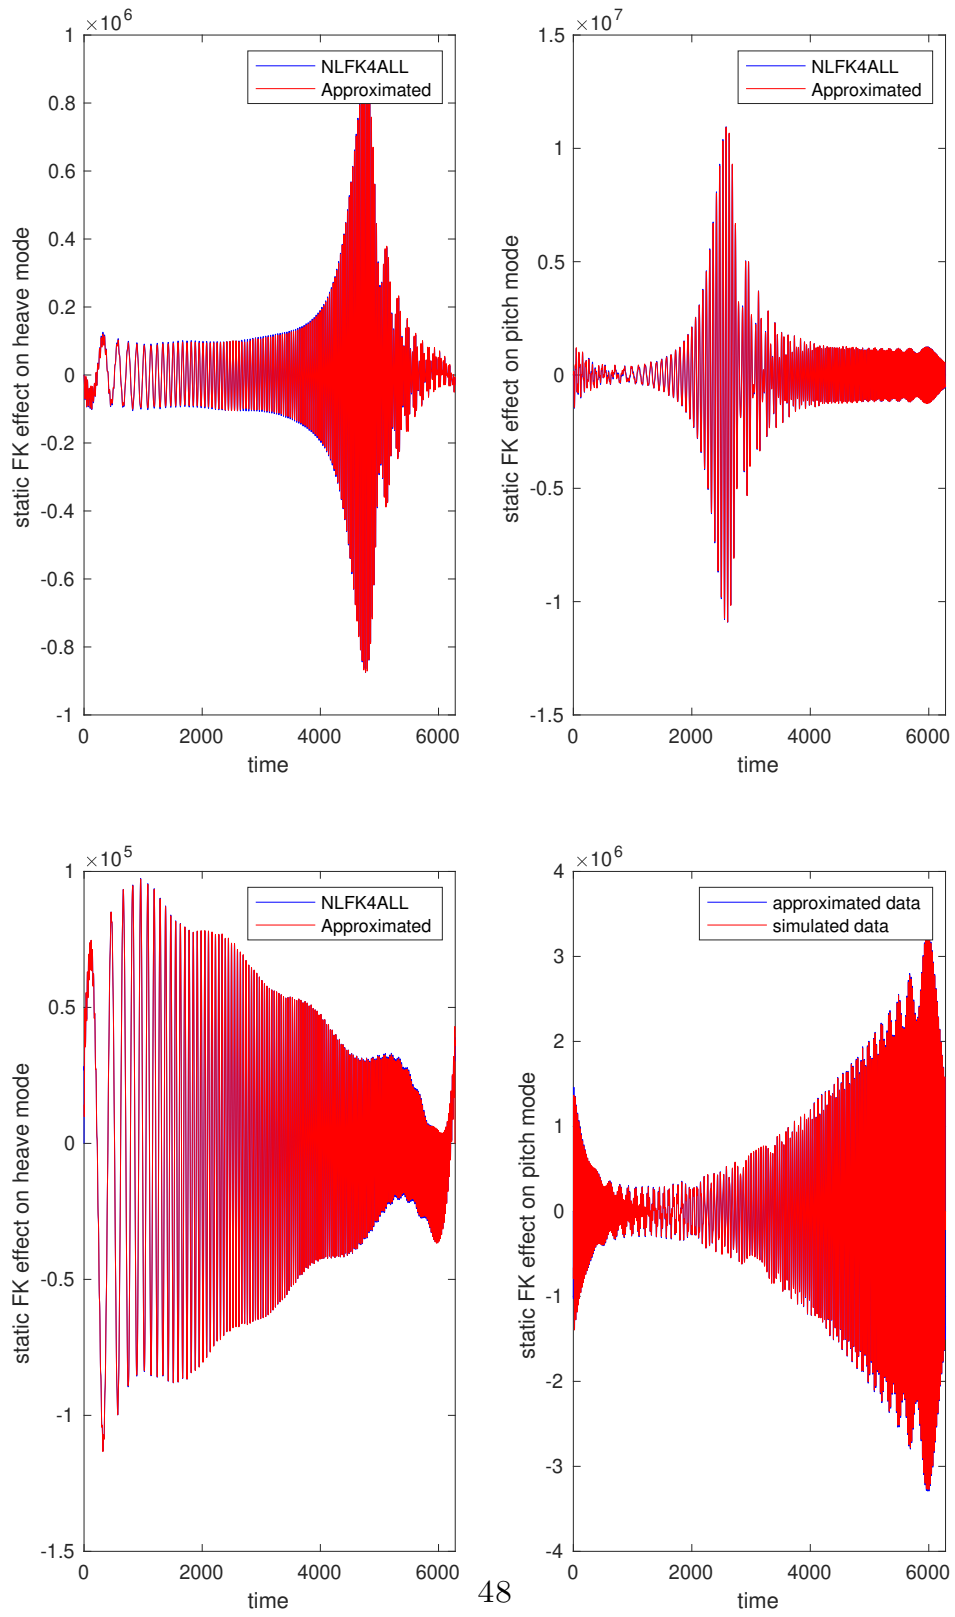 ×10^6
1
0.8
0.6
0.4
0.2
0
-0.2
-0.4
-0.6
-0.8
-1
static FK effect on heave mode
NLFK4ALL
Approximated
0 2000 4000 6000
time
×10^7
1.5
1
0.5
0
-0.5
-1
-1.5
static FK effect on pitch mode
NLFK4ALL
Approximated
0 2000 4000 6000
time
×10^5
1
0.5
0
-0.5
-1
-1.5
static FK effect on heave mode
NLFK4ALL
Approximated
0 2000 4000 6000
time
×10^6
4
3
2
1
0
-1
-2
-3
-4
static FK effect on pitch mode
approximated data
simulated data
0 2000 4000 6000
time
48